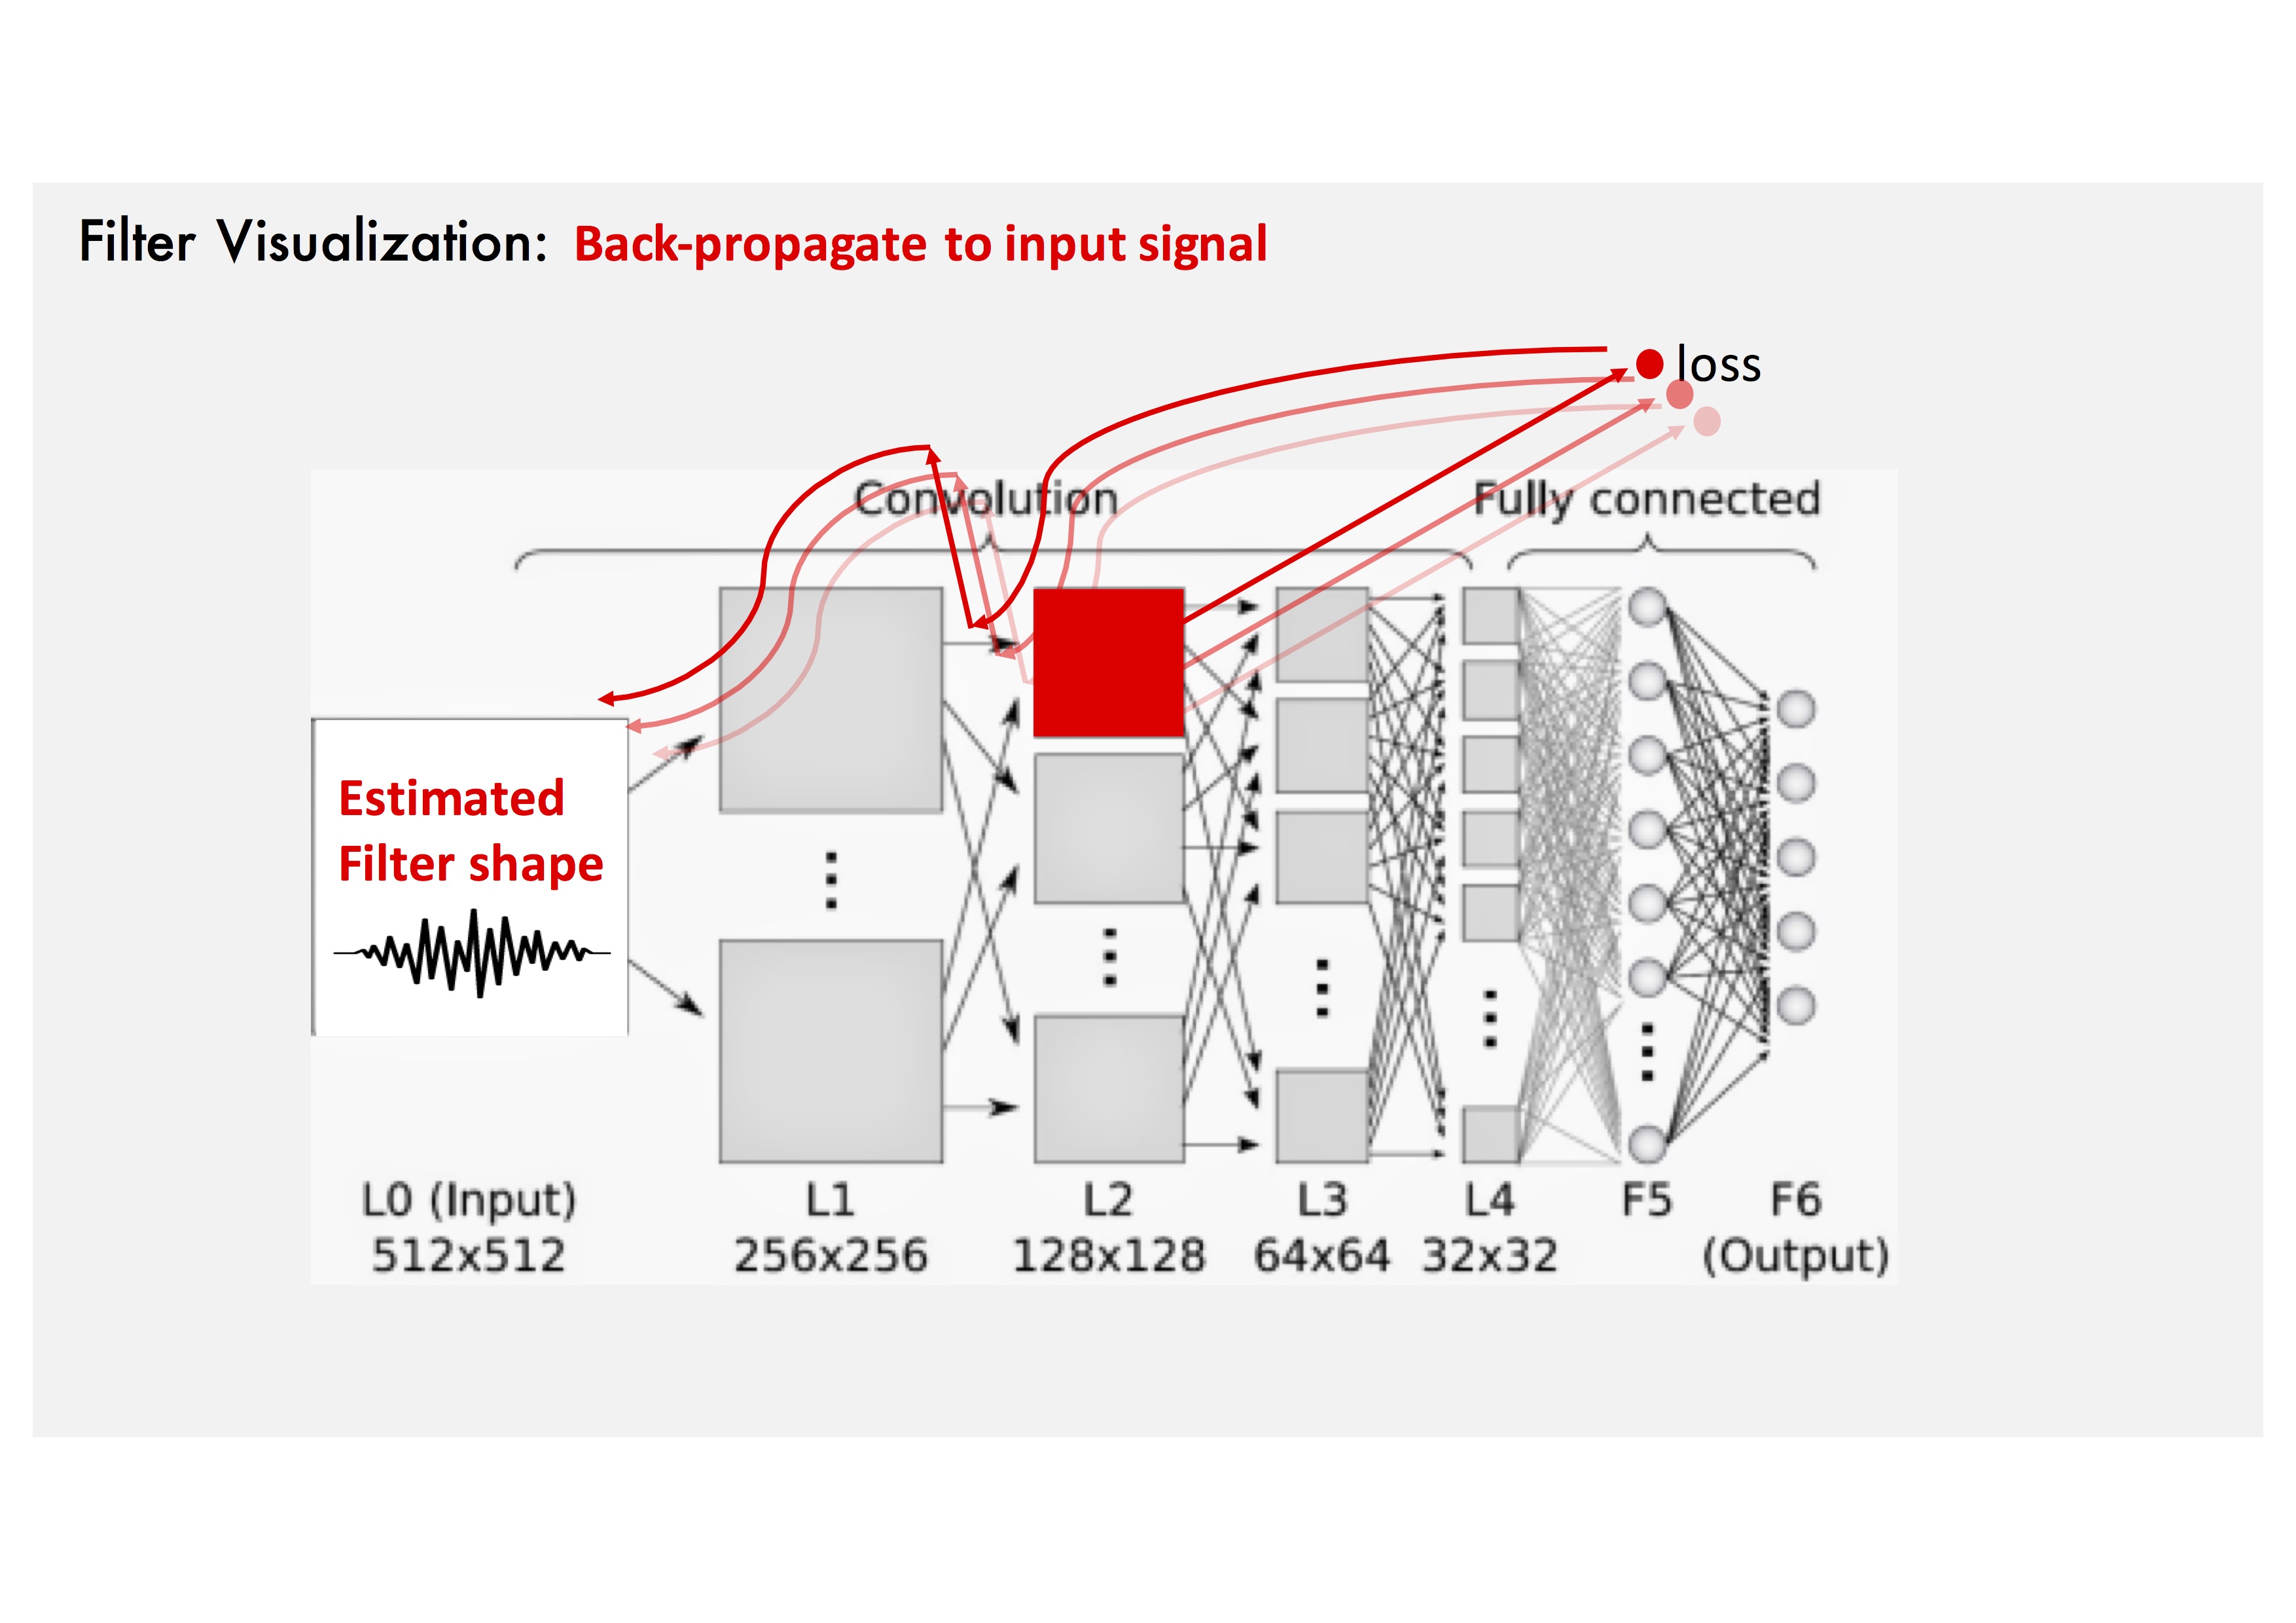 Filter Visualization: Back-propagate to input signal
loss
Convolution
Fully connected
Estimated
Filter shape
L0 (Input)
512x512
L1
256x256
L2
128x128
L3
64x64
L4
32x32
F5
F6
(Output)